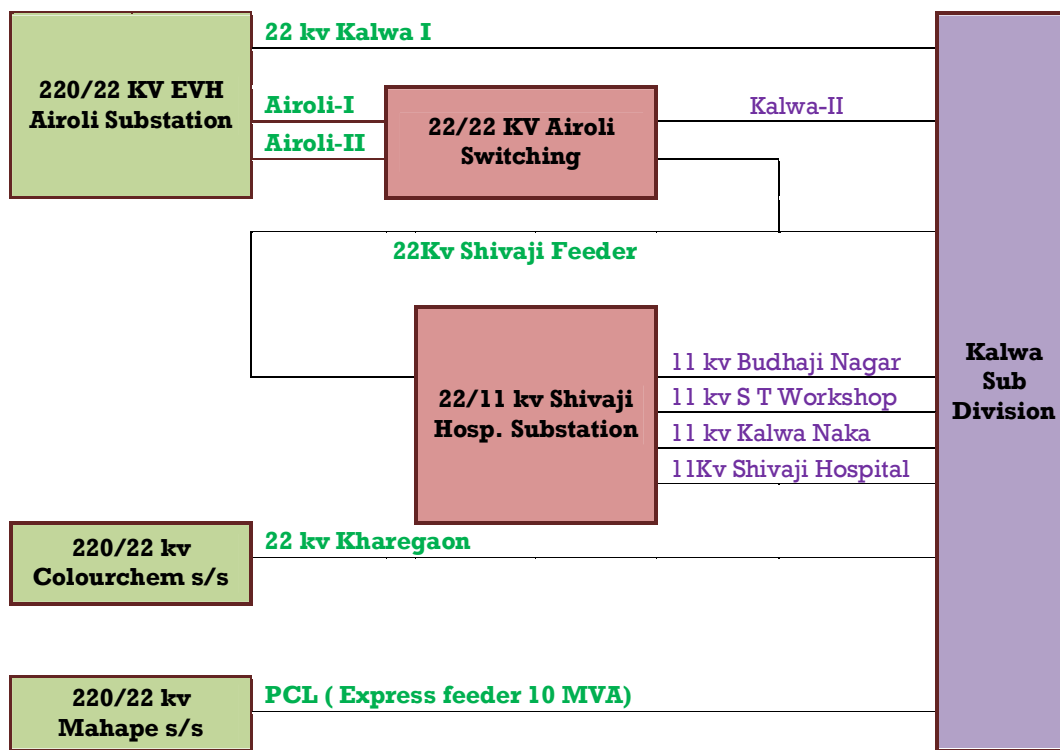 22 kv Kalwa I
220/22 KV EVH
Airoli Substation
Airoli-I
Airoli-II
22/22 KV Airoli
Switching
Kalwa-II
22Kv Shivaji Feeder
22/11 kv Shivaji
Hosp. Substation
11 kv Budhaji Nagar
11 kv S T Workshop
11 kv Kalwa Naka
11Kv Shivaji Hospital
Kalwa
Sub
Division
220/22 kv
Colourchem s/s
22 kv Kharegaon
220/22 kv
Mahape s/s
PCL ( Express feeder 10 MVA)